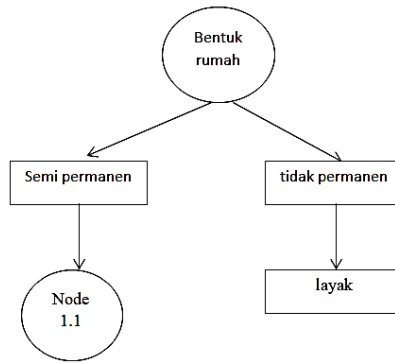 Bentuk
rumah
Semi permanen
tidak permanen
Node
1.1
layak